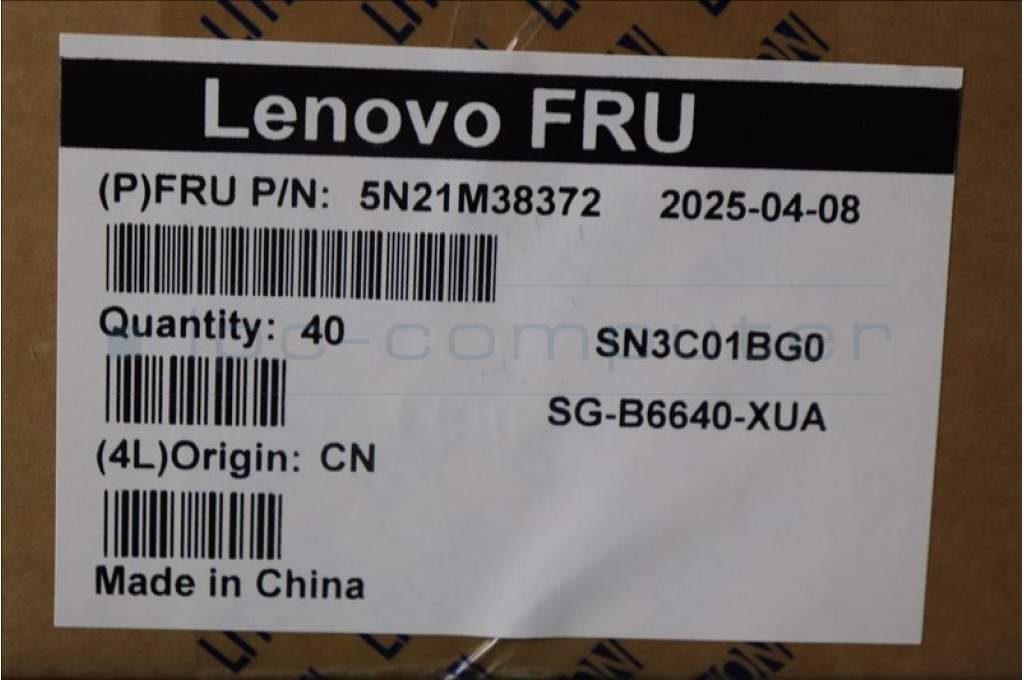 Lenovo FRU
(P)FRU P/N: 5N21M38372 2025-04-08
Quantity: 40
SN3C01BG0
SG-B6640-XUA
(4L)Origin: CN
Made in China